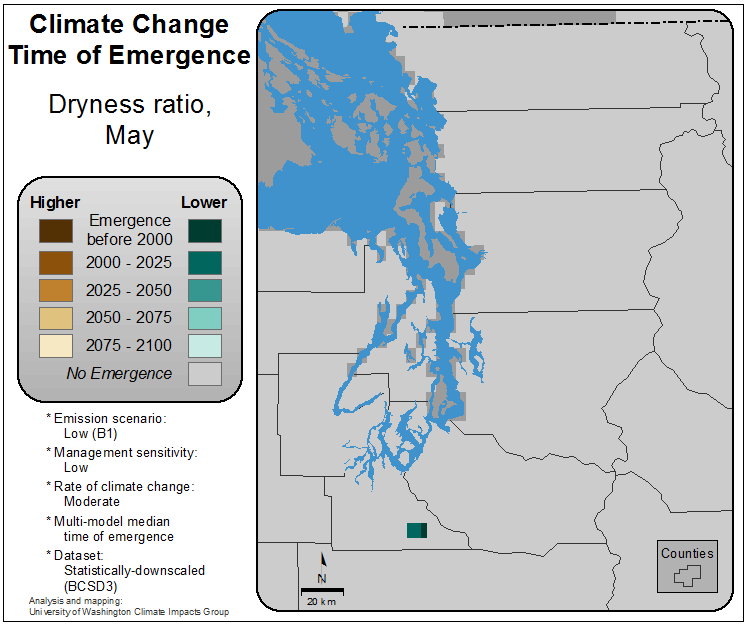 Climate Change
Time of Emergence
Dryness ratio,
May
Higher
Lower
Emergence
before 2000
2000 - 2025
2025 - 2050
2050 - 2075
2075 - 2100
No Emergence
* Emission scenario:
Low (B1)
* Management sensitivity:
Low
* Rate of climate change:
Moderate
* Multi-model median
time of emergence
* Dataset:
Statistically-downscaled
(BCSD3)
Analysis and mapping:
University of Washington Climate Impacts Group
N
20 km
Counties